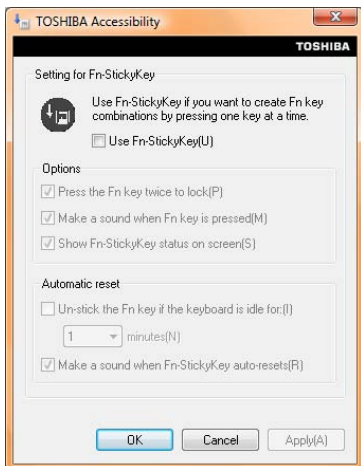 TOSHIBA Accessibility
TOSHIBA
Setting for Fn-StickyKey
Use Fn-StickyKey if you want to create Fn key
combinations by pressing one key at a time.
Use Fn-StickyKey(U)
Options
Press the Fn key twice to lock(P)
Make a sound when Fn key is pressed(M)
Show Fn-StickyKey status on screen(S)
Automatic reset
Un-stick the Fn key if the keyboard is idle for:(I)
1 minutes(N)
Make a sound when Fn-StickyKey auto-resets(R)
OK Cancel Apply(A)